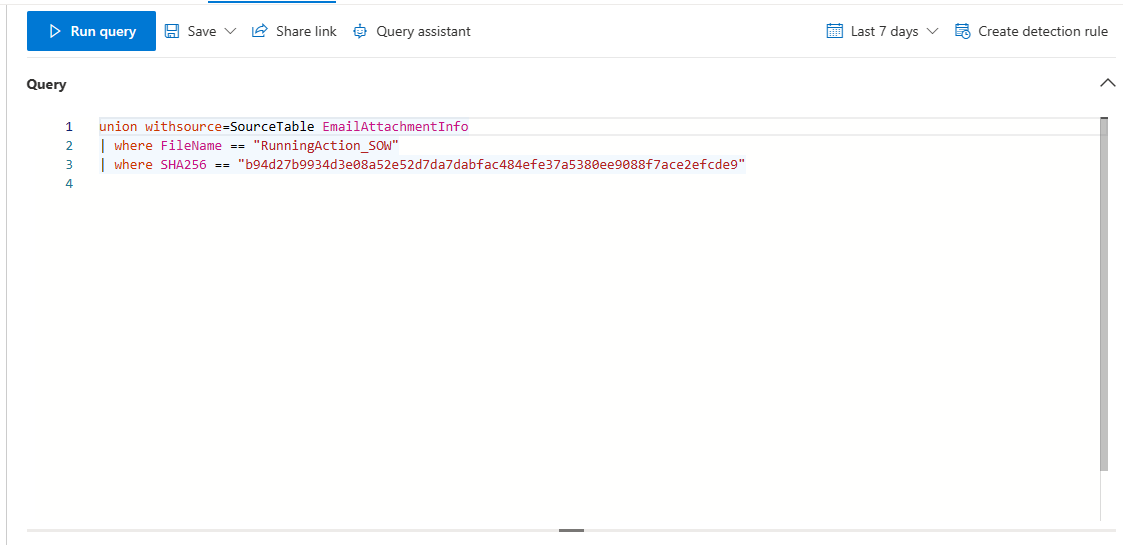 Run query Save Share link Query assistant Last 7 days Create detection rule
Query
1 union withsource=SourceTable EmailAttachmentInfo
2 | where FileName == "RunningAction_SOW"
3 | where SHA256 == "b94d27b9934d3e08a52e52d7da7dabfac484efe37a5380ee9088f7ace2efcde9"
4